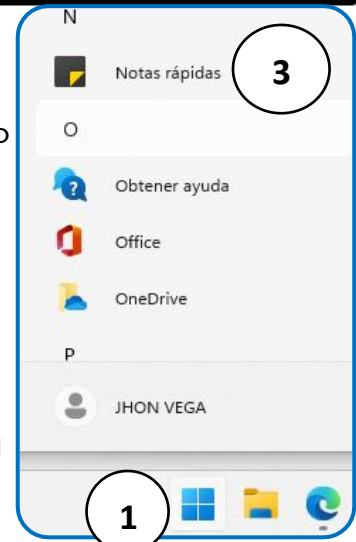 N
Notas rápidas
3
O
Obtener ayuda
Office
OneDrive
P
JHON VEGA
1